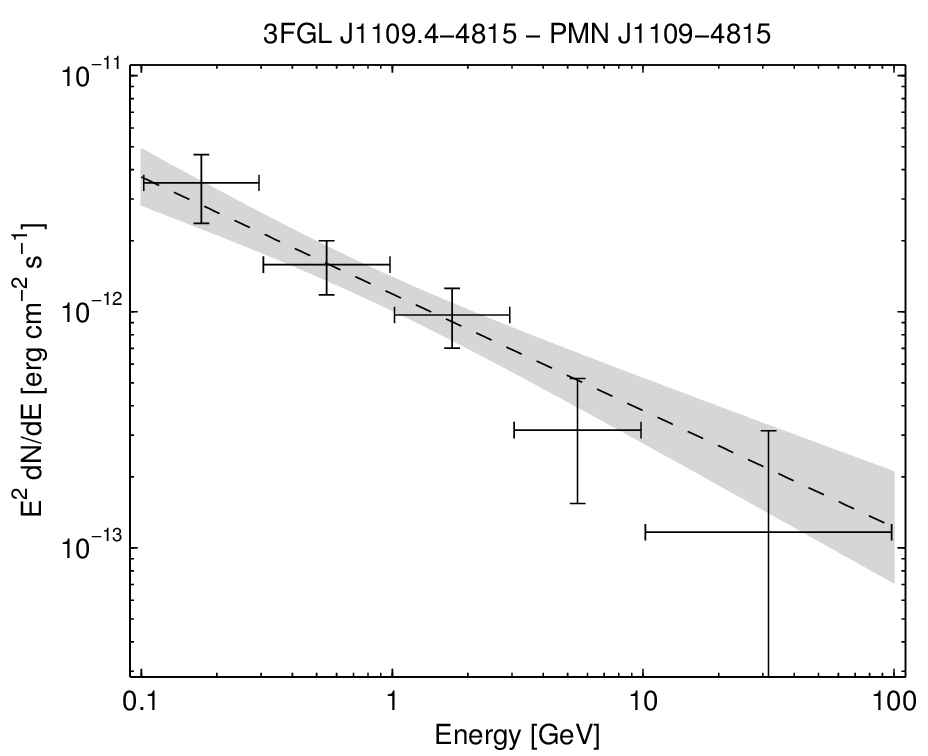 3FGL J1109.4−4815 − PMN J1109−4815
10⁻¹¹
10⁻¹²
10⁻¹³
E² dN/dE [erg cm⁻² s⁻¹]
0.1 1 10 100
Energy [GeV]